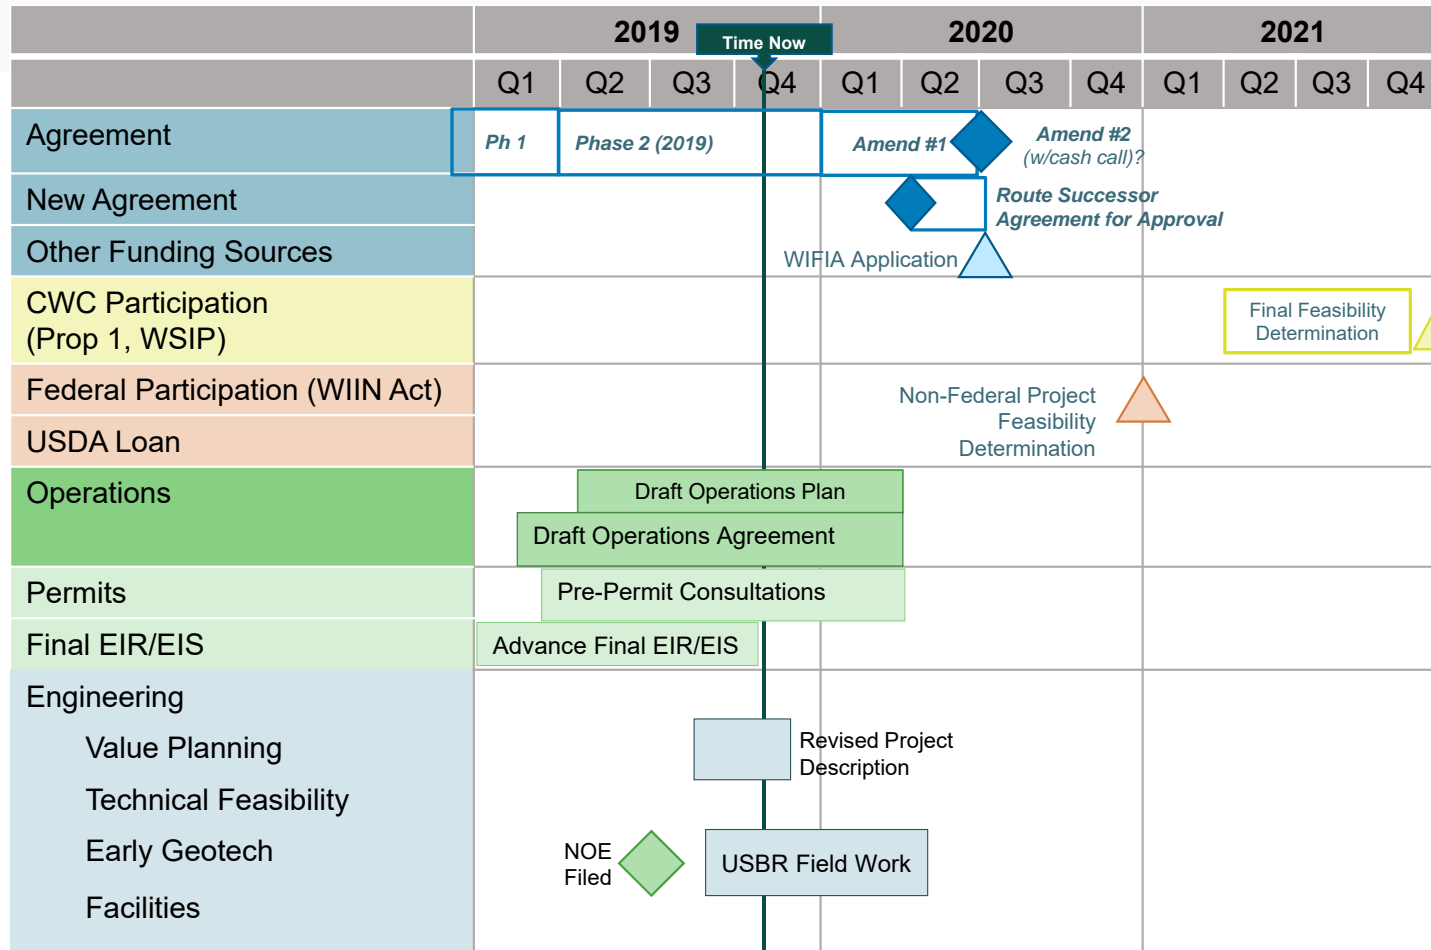 2019
Time Now
2020
2021
Q1 Q2 Q3 Q4 Q1 Q2 Q3 Q4 Q1 Q2 Q3 Q4
Agreement
Ph 1
Phase 2 (2019)
Amend #1
Amend #2
(w/cash call)?
New Agreement
Route Successor
Agreement for Approval
Other Funding Sources
WIFIA Application
CWC Participation
(Prop 1, WSIP)
Final Feasibility
Determination
Federal Participation (WIIN Act)
Non-Federal Project
Feasibility
Determination
USDA Loan
Operations
Draft Operations Plan
Draft Operations Agreement
Permits
Pre-Permit Consultations
Final EIR/EIS
Advance Final EIR/EIS
Engineering
Value Planning
Revised Project
Description
Technical Feasibility
Early Geotech
NOE
Filed
USBR Field Work
Facilities